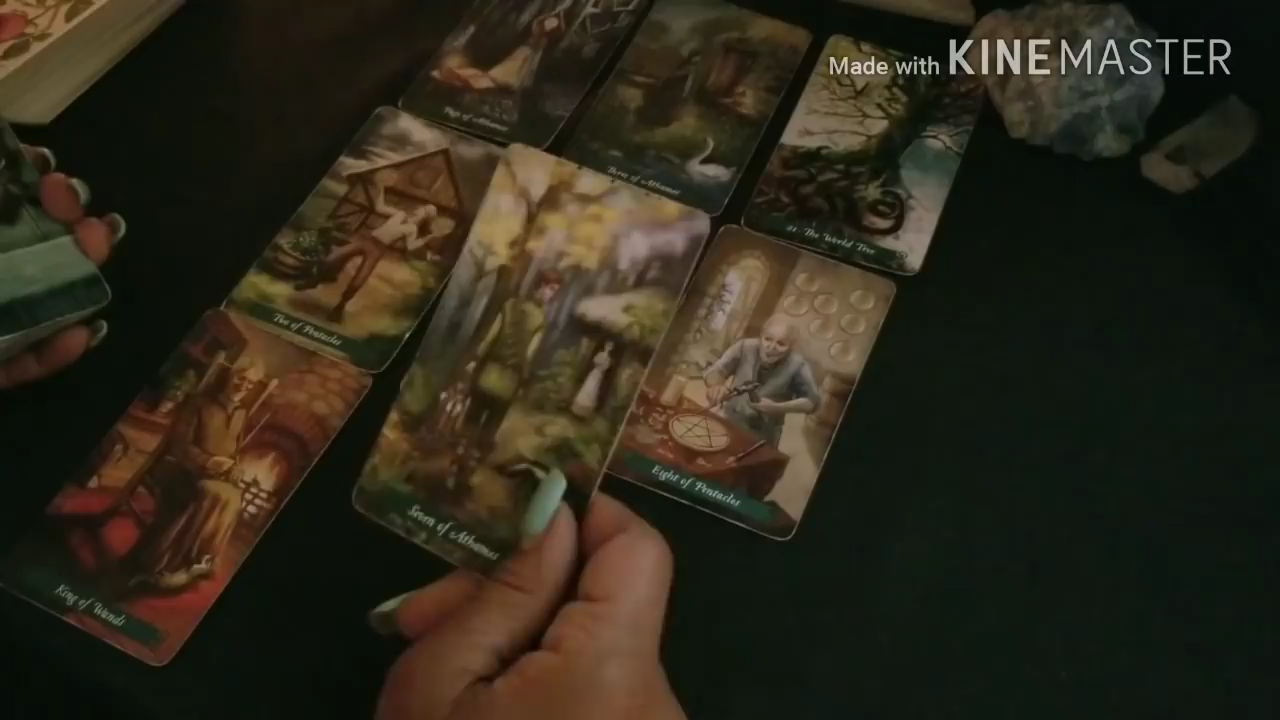 Made with KINEMASTER
Page of Athames
Three of Athames
21 · The World Tree
Two of Pentacles
Seven of Athames
Eight of Pentacles
King of Wands